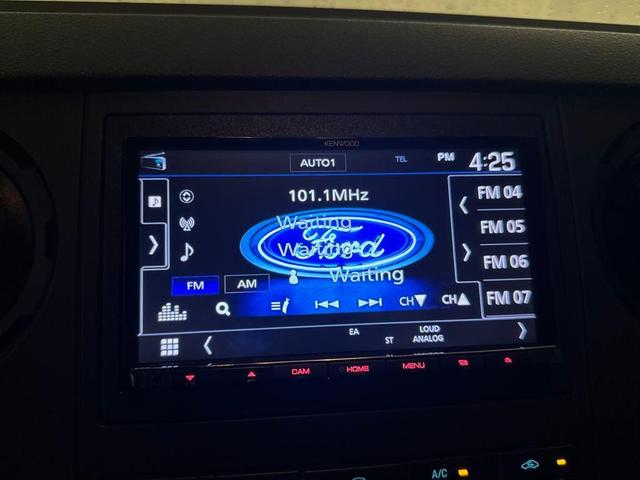 KENWOOD
AUTO1 TEL PM 4:25
101.1MHz FM 04
Waiting
Ford
Waiting FM 05
Waiting FM 06
FM AM
CH▼ CH▲ FM 07
EA LOUD
ST ANALOG
CAM HOME MENU
A/C